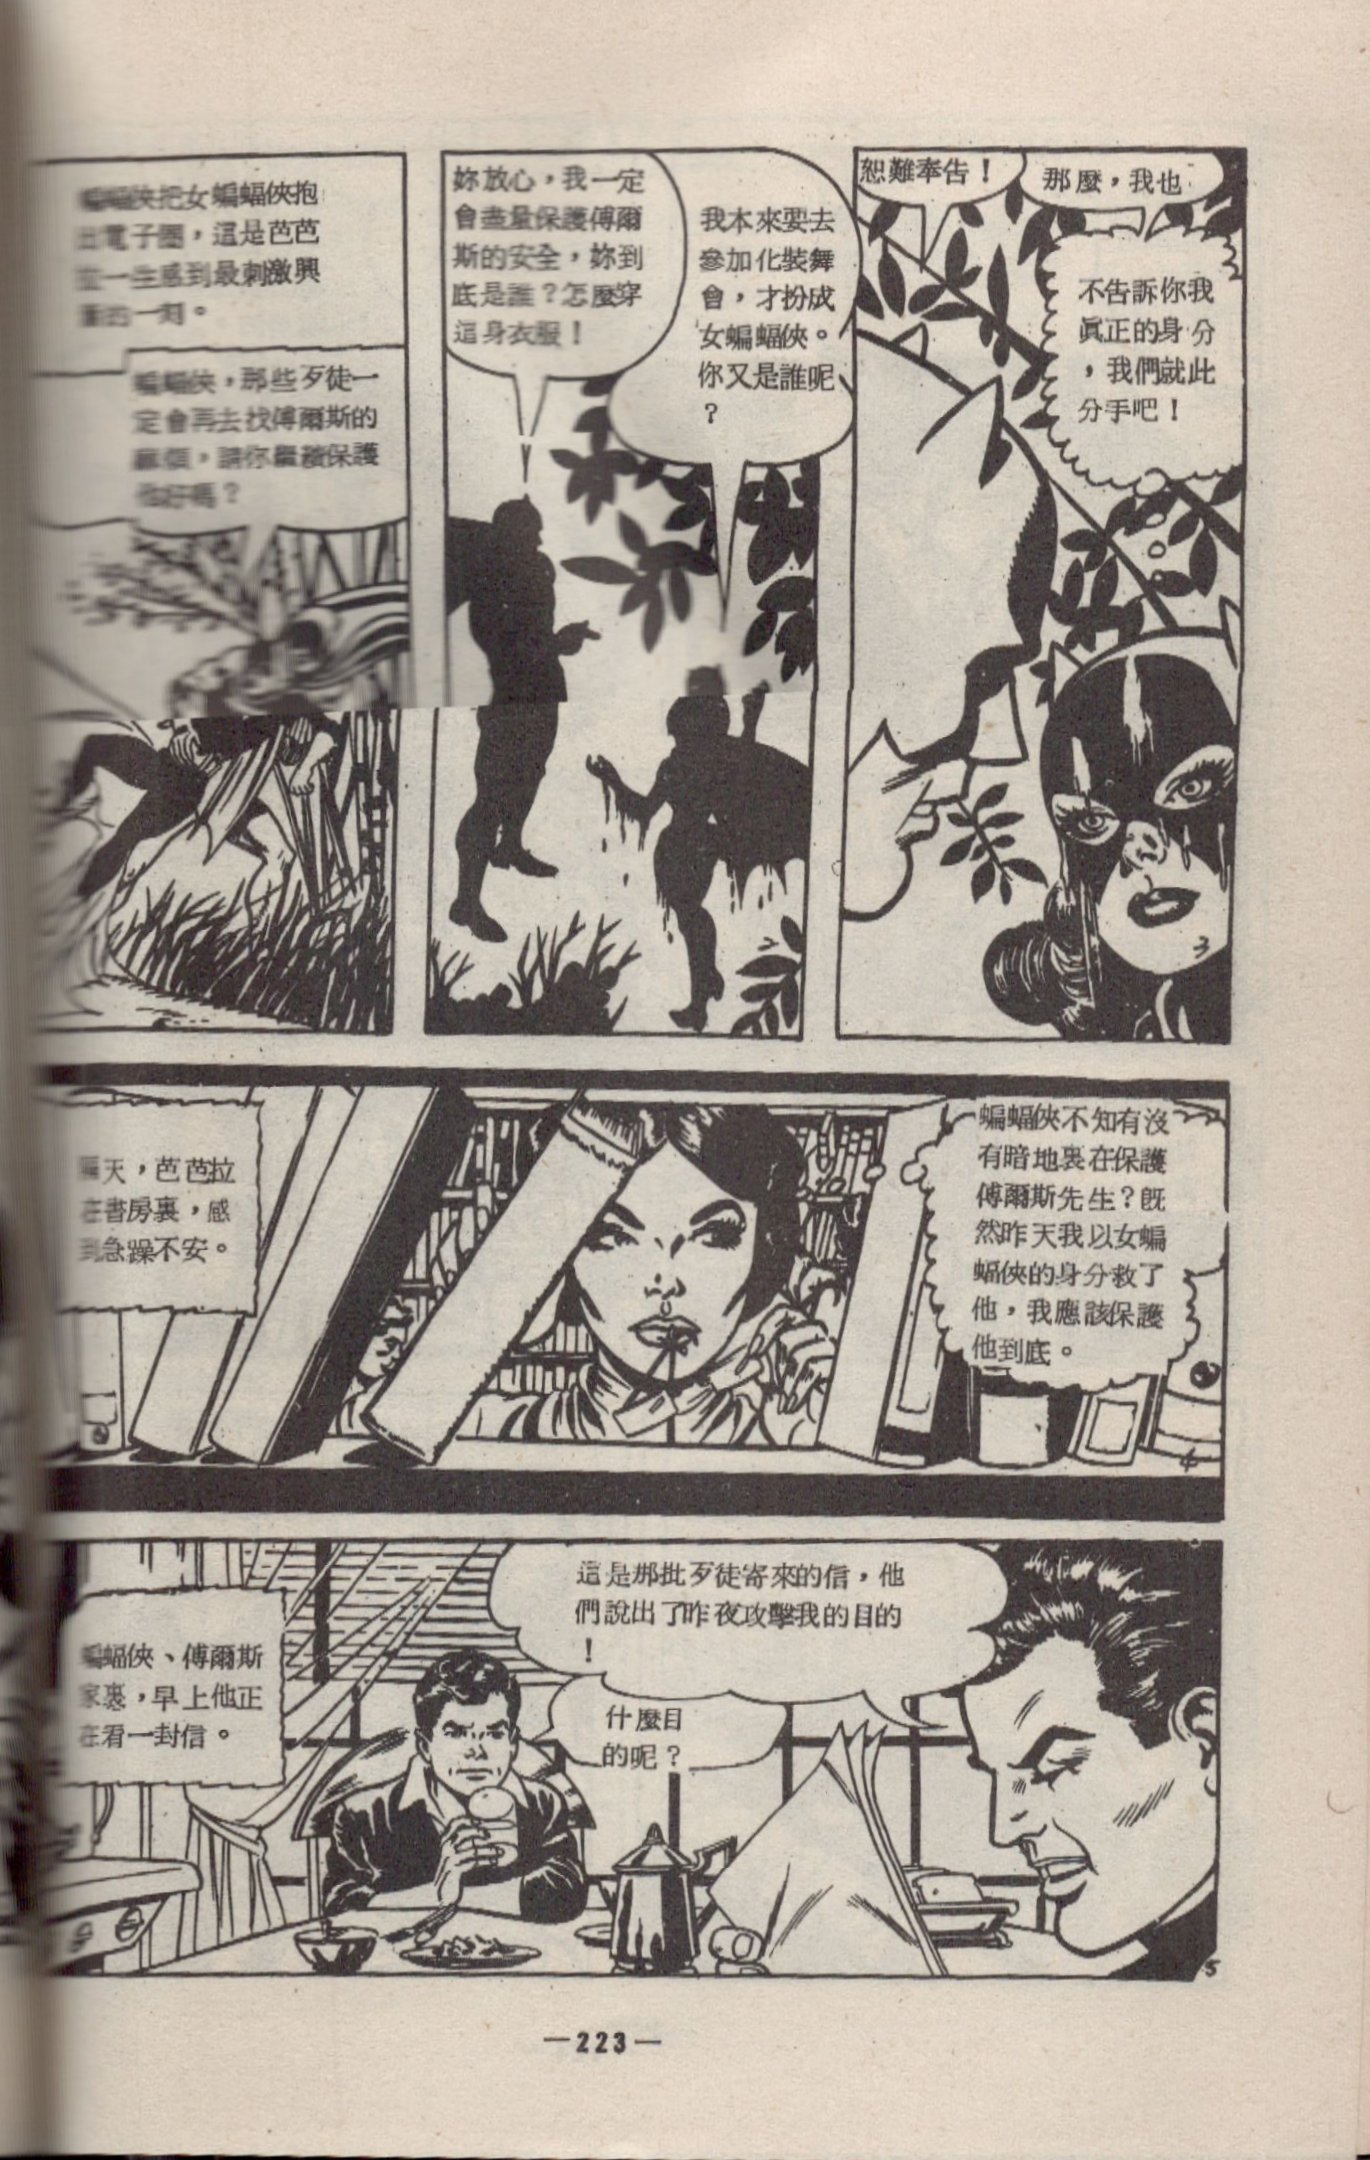 蝙蝠俠把女蝙蝠俠抱
出電子圈，這是芭芭
拉一生感到最刺激興
的一刻。
蝙蝠俠，那些歹徒一
定會再去找傅爾斯的
麻煩，請你繼續保護
他好嗎？
妳放心，我一定
會盡量保護傅爾
斯的安全，妳到
底是誰？怎麼穿
這身衣服！
我本來要去
參加化裝舞
會，才扮成
女蝙蝠俠。
你又是誰呢
？
恕難奉告！
那麼，我也
不告訴你我
眞正的身分
，我們就此
分手吧！
隔天，芭芭拉
在書房裏，感
到急躁不安。
蝙蝠俠不知有沒
有暗地裏在保護
傅爾斯先生？旣
然昨天我以女蝙
蝠俠的身分救了
他，我應該保護
他到底。
蝙蝠俠、傅爾斯
家裏，早上他正
在看一封信。
這是那批歹徒寄來的信，他
們說出了昨夜攻擊我的目的
！
什麼目
的呢？
5
—223—